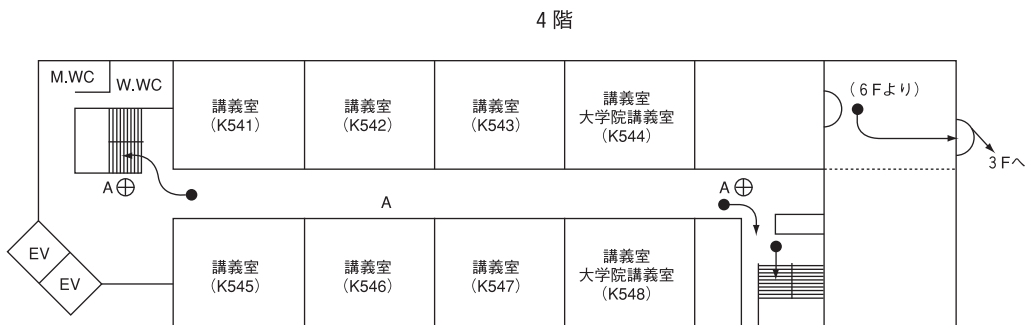 4階
M.WC
W.WC
講義室
(K541)
講義室
(K542)
講義室
(K543)
講義室
大学院講義室
(K544)
(6Fより)
3Fへ
A
A
A
EV
EV
講義室
(K545)
講義室
(K546)
講義室
(K547)
講義室
大学院講義室
(K548)